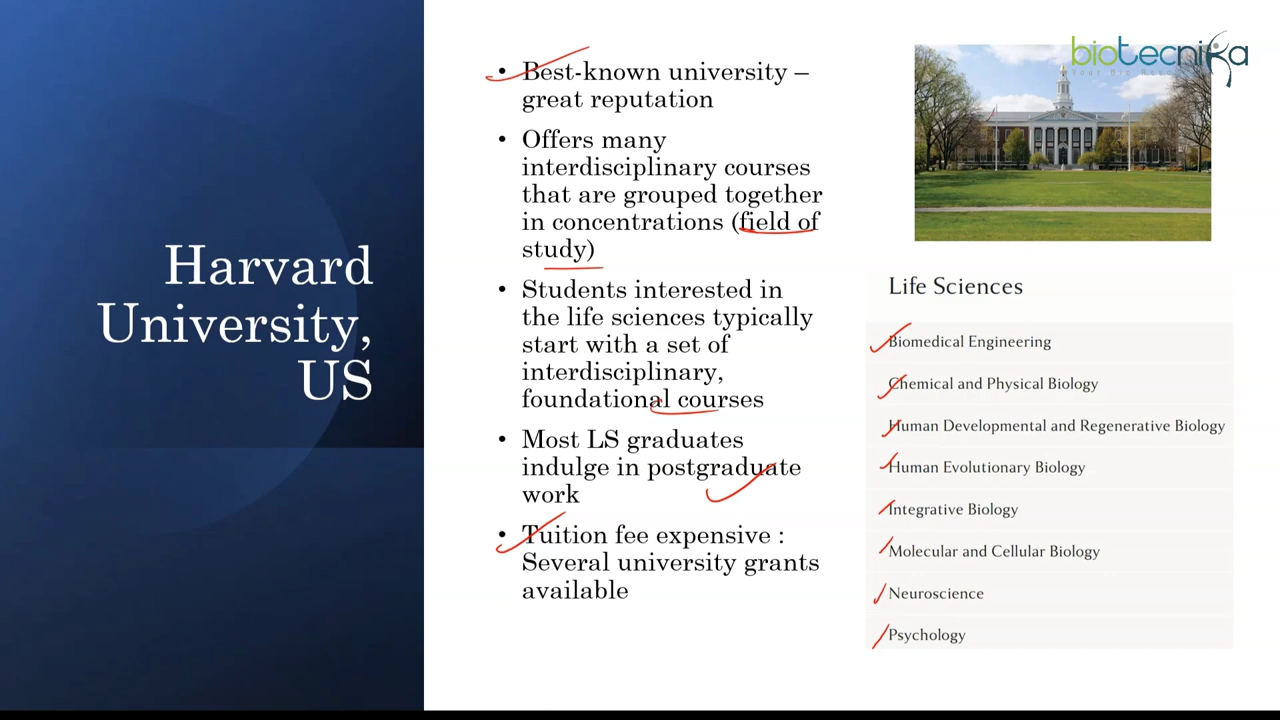 Harvard
University,
US
• Best-known university –
great reputation
• Offers many
interdisciplinary courses
that are grouped together
in concentrations (field of
study)
• Students interested in
the life sciences typically
start with a set of
interdisciplinary,
foundational courses
• Most LS graduates
indulge in postgraduate
work
• Tuition fee expensive :
Several university grants
available
biotecnika
Life Sciences
Biomedical Engineering
Chemical and Physical Biology
Human Developmental and Regenerative Biology
Human Evolutionary Biology
Integrative Biology
Molecular and Cellular Biology
Neuroscience
Psychology